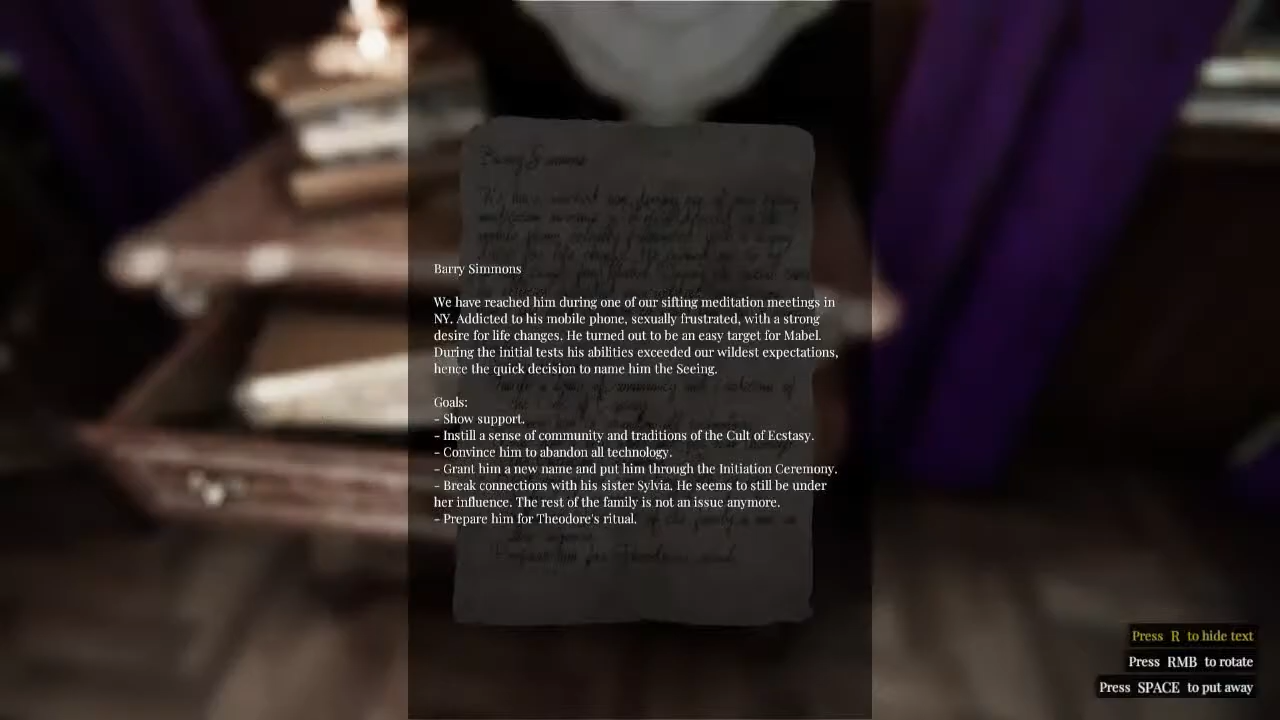 Barry Simmons
We have reached him during one of our sifting meditation meetings in
NY. Addicted to his mobile phone, sexually frustrated, with a strong
desire for life changes. He turned out to be an easy target for Mabel.
During the initial tests his abilities exceeded our wildest expectations,
hence the quick decision to name him the Seeing.
Goals:
- Show support.
- Instill a sense of community and traditions of the Cult of Ecstasy.
- Convince him to abandon all technology.
- Grant him a new name and put him through the Initiation Ceremony.
- Break connections with his sister Sylvia. He seems to still be under
her influence. The rest of the family is not an issue anymore.
- Prepare him for Theodore's ritual.
Press R to hide text
Press RMB to rotate
Press SPACE to put away